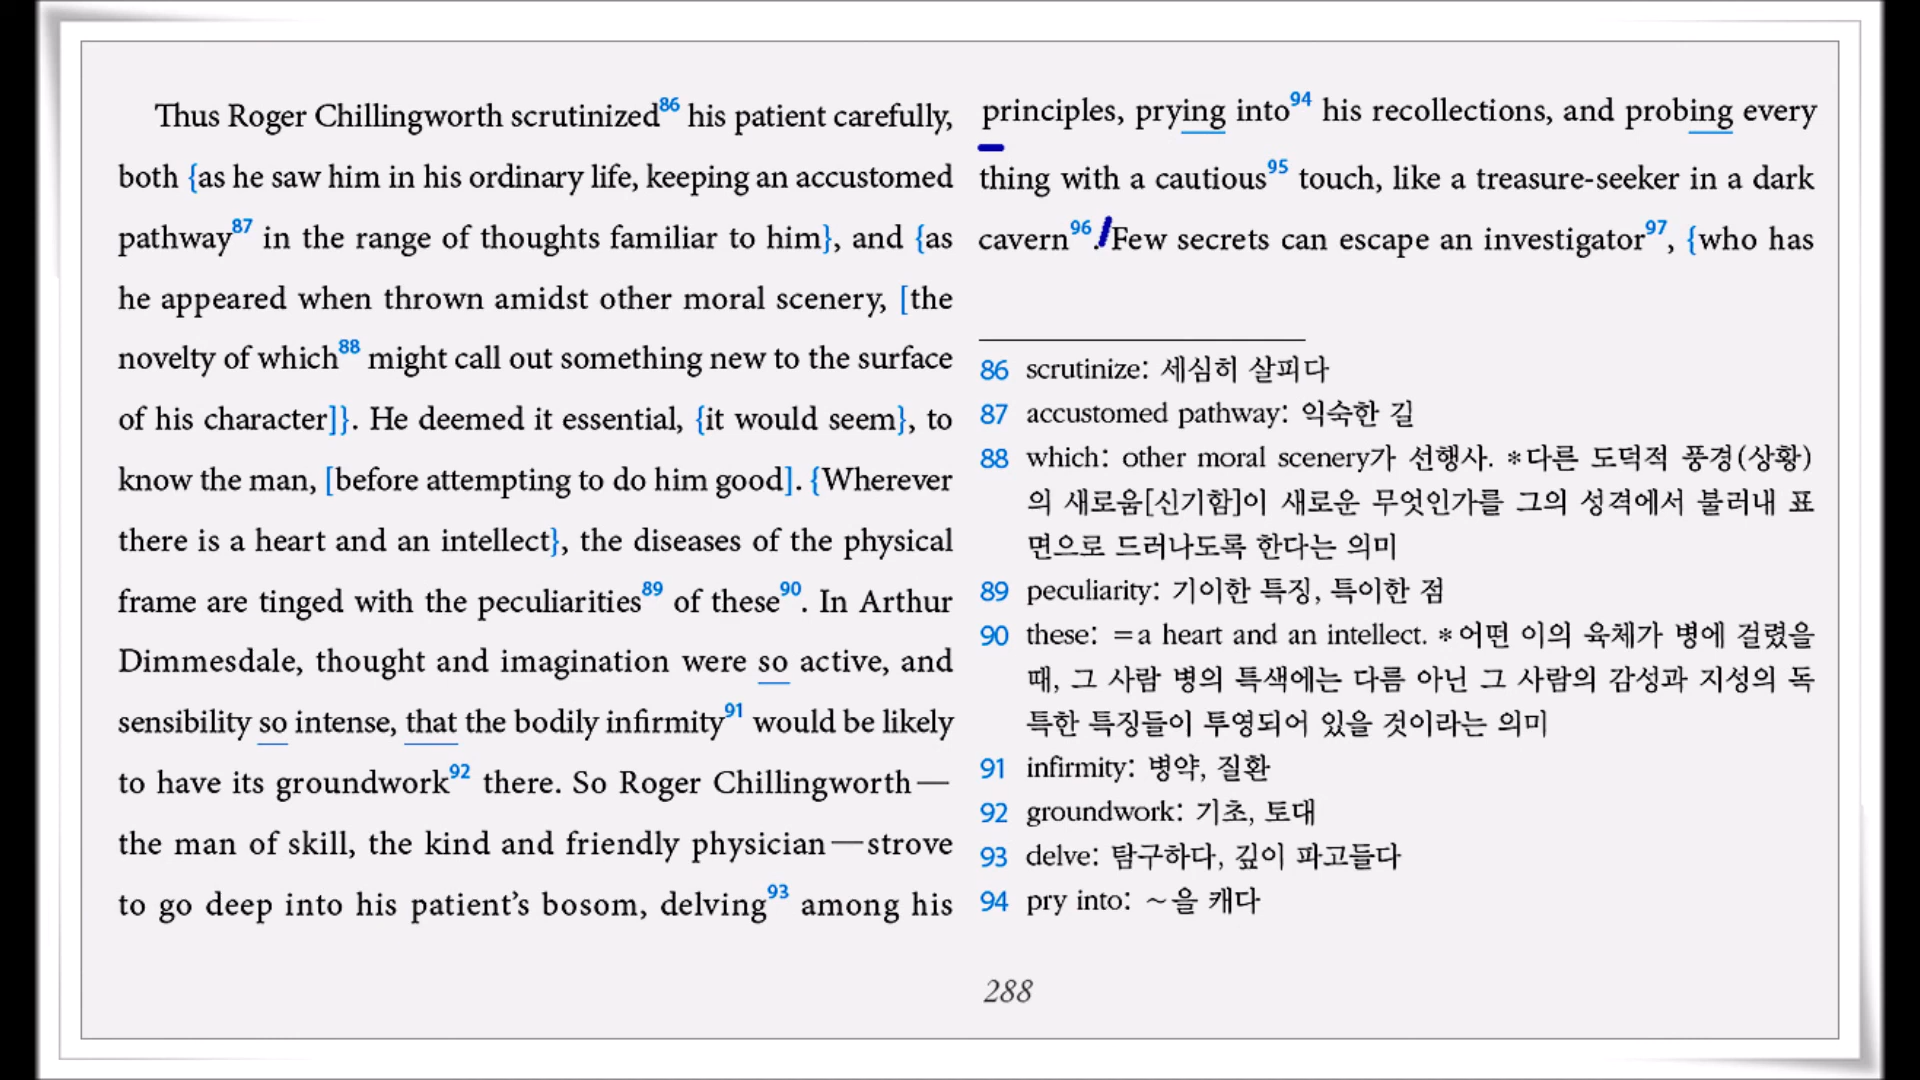 Thus Roger Chillingworth scrutinized86 his patient carefully,
both {as he saw him in his ordinary life, keeping an accustomed
pathway87 in the range of thoughts familiar to him}, and {as
he appeared when thrown amidst other moral scenery, [the
novelty of which88 might call out something new to the surface
of his character]}. He deemed it essential, {it would seem}, to
know the man, [before attempting to do him good]. {Wherever
there is a heart and an intellect}, the diseases of the physical
frame are tinged with the peculiarities89 of these90. In Arthur
Dimmesdale, thought and imagination were so active, and
sensibility so intense, that the bodily infirmity91 would be likely
to have its groundwork92 there. So Roger Chillingworth—
the man of skill, the kind and friendly physician—strove
to go deep into his patient's bosom, delving93 among his
principles, prying into94 his recollections, and probing every
thing with a cautious95 touch, like a treasure-seeker in a dark
cavern96. Few secrets can escape an investigator97, {who has
86 scrutinize: 세심히 살피다
87 accustomed pathway: 익숙한 길
88 which: other moral scenery가 선행사. *다른 도덕적 풍경(상황)
의 새로움[신기함]이 새로운 무엇인가를 그의 성격에서 불러내 표
면으로 드러나도록 한다는 의미
89 peculiarity: 기이한 특징, 특이한 점
90 these: =a heart and an intellect. *어떤 이의 육체가 병에 걸렸을
때, 그 사람 병의 특색에는 다름 아닌 그 사람의 감성과 지성의 독
특한 특징들이 투영되어 있을 것이라는 의미
91 infirmity: 병약, 질환
92 groundwork: 기초, 토대
93 delve: 탐구하다, 깊이 파고들다
94 pry into: ~을 캐다
288